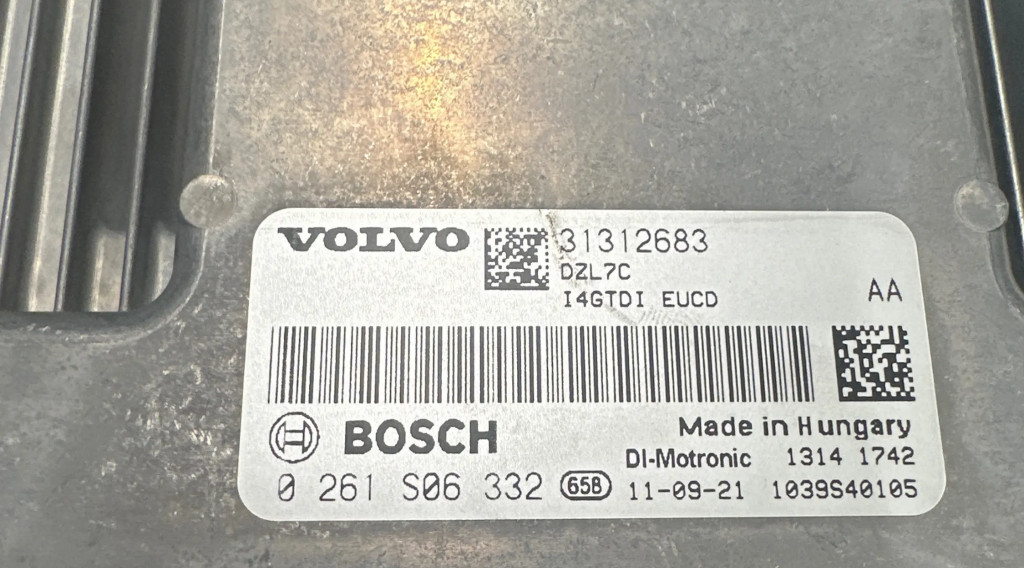 VOLVO 31312683
DZL7C
I4GTDI EUCD AA
BOSCH Made in Hungary
DI-Motronic 1314 1742
0 261 S06 332 65B 11-09-21 1039S40105